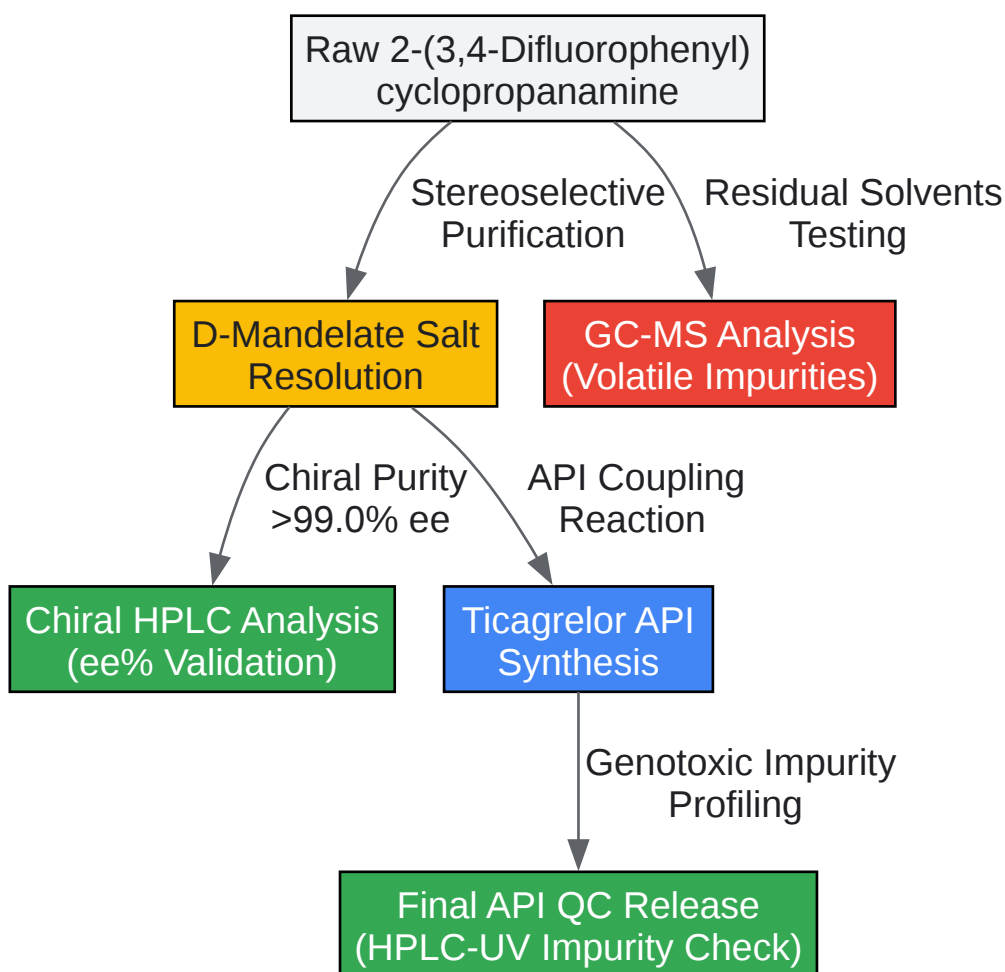 Raw 2-(3,4-Difluorophenyl)
cyclopropanamine
Stereoselective
Purification
Residual Solvents
Testing
D-Mandelate Salt
Resolution
GC-MS Analysis
(Volatile Impurities)
Chiral Purity
>99.0% ee
API Coupling
Reaction
Chiral HPLC Analysis
(ee% Validation)
Ticagrelor API
Synthesis
Genotoxic Impurity
Profiling
Final API QC Release
(HPLC-UV Impurity Check)